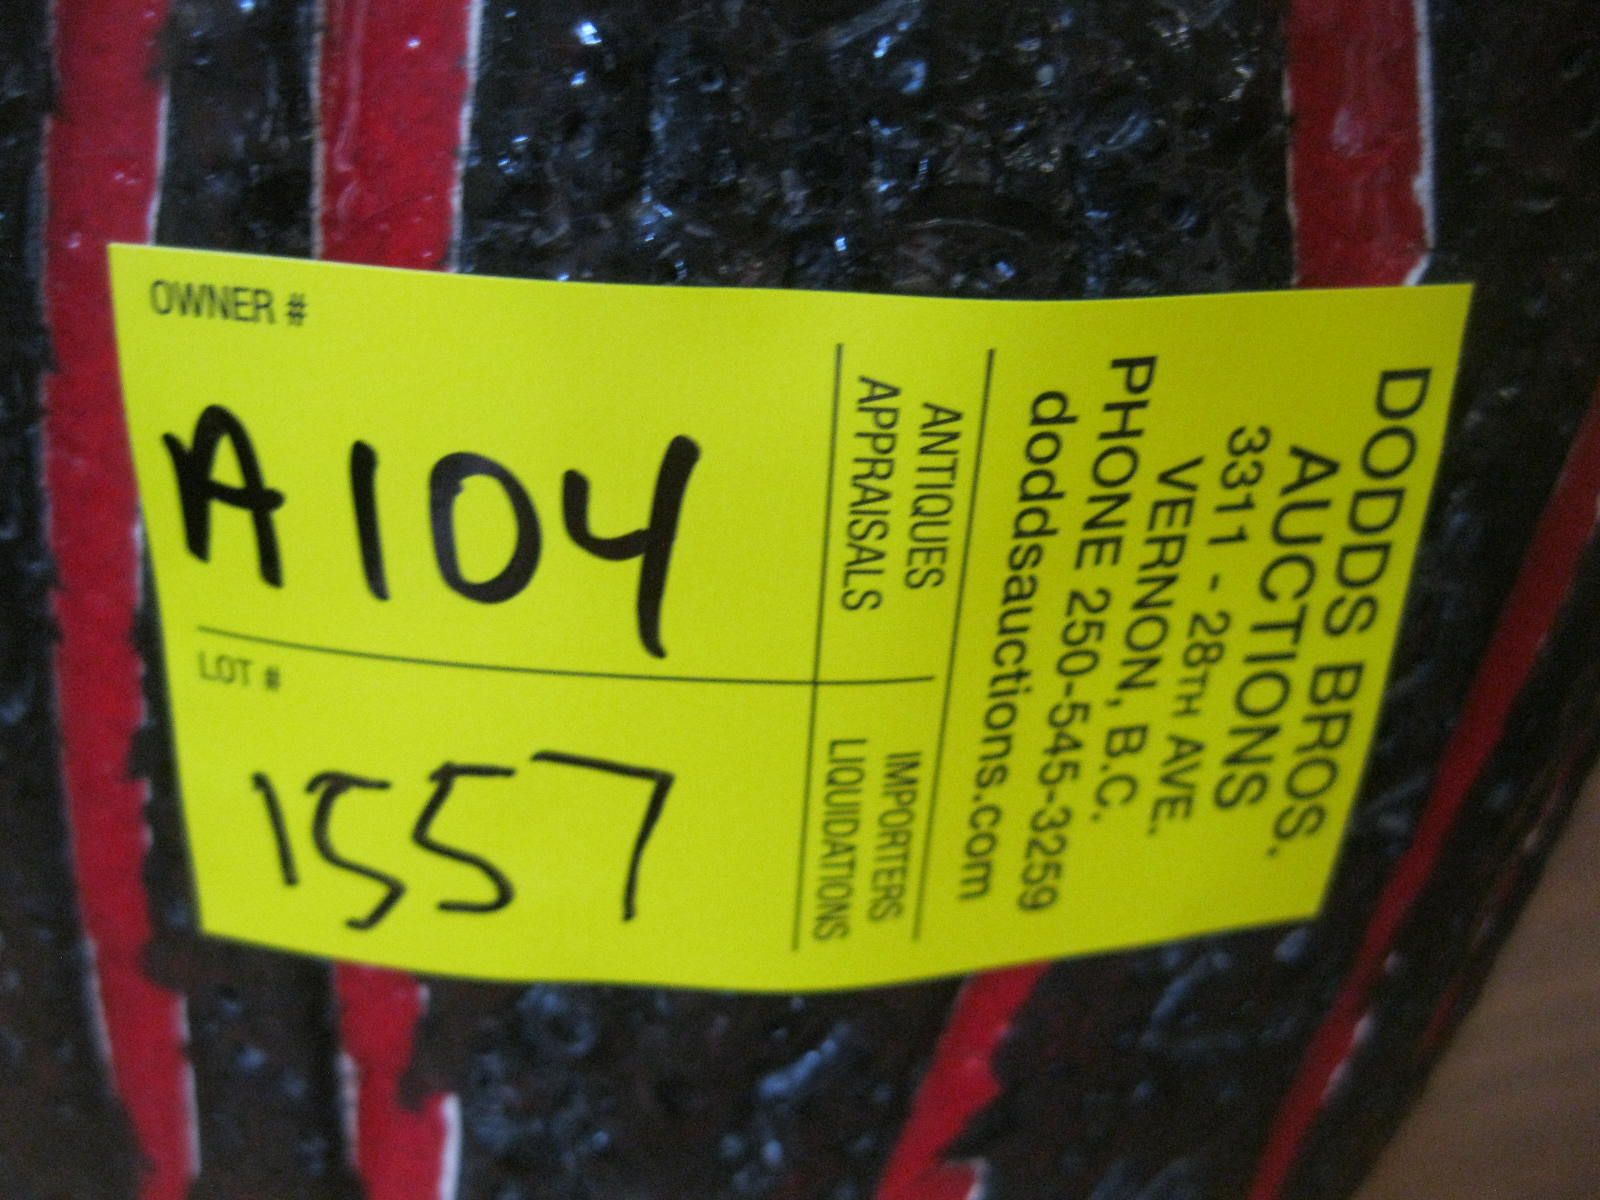 OWNER #
A104
LOT #
1557
ANTIQUES
APPRAISALS
IMPORTERS
LIQUIDATIONS
DODDS BROS.
AUCTIONS
3311 - 28TH AVE.
VERNON, B.C.
PHONE 250-545-3259
doddsauctions.com